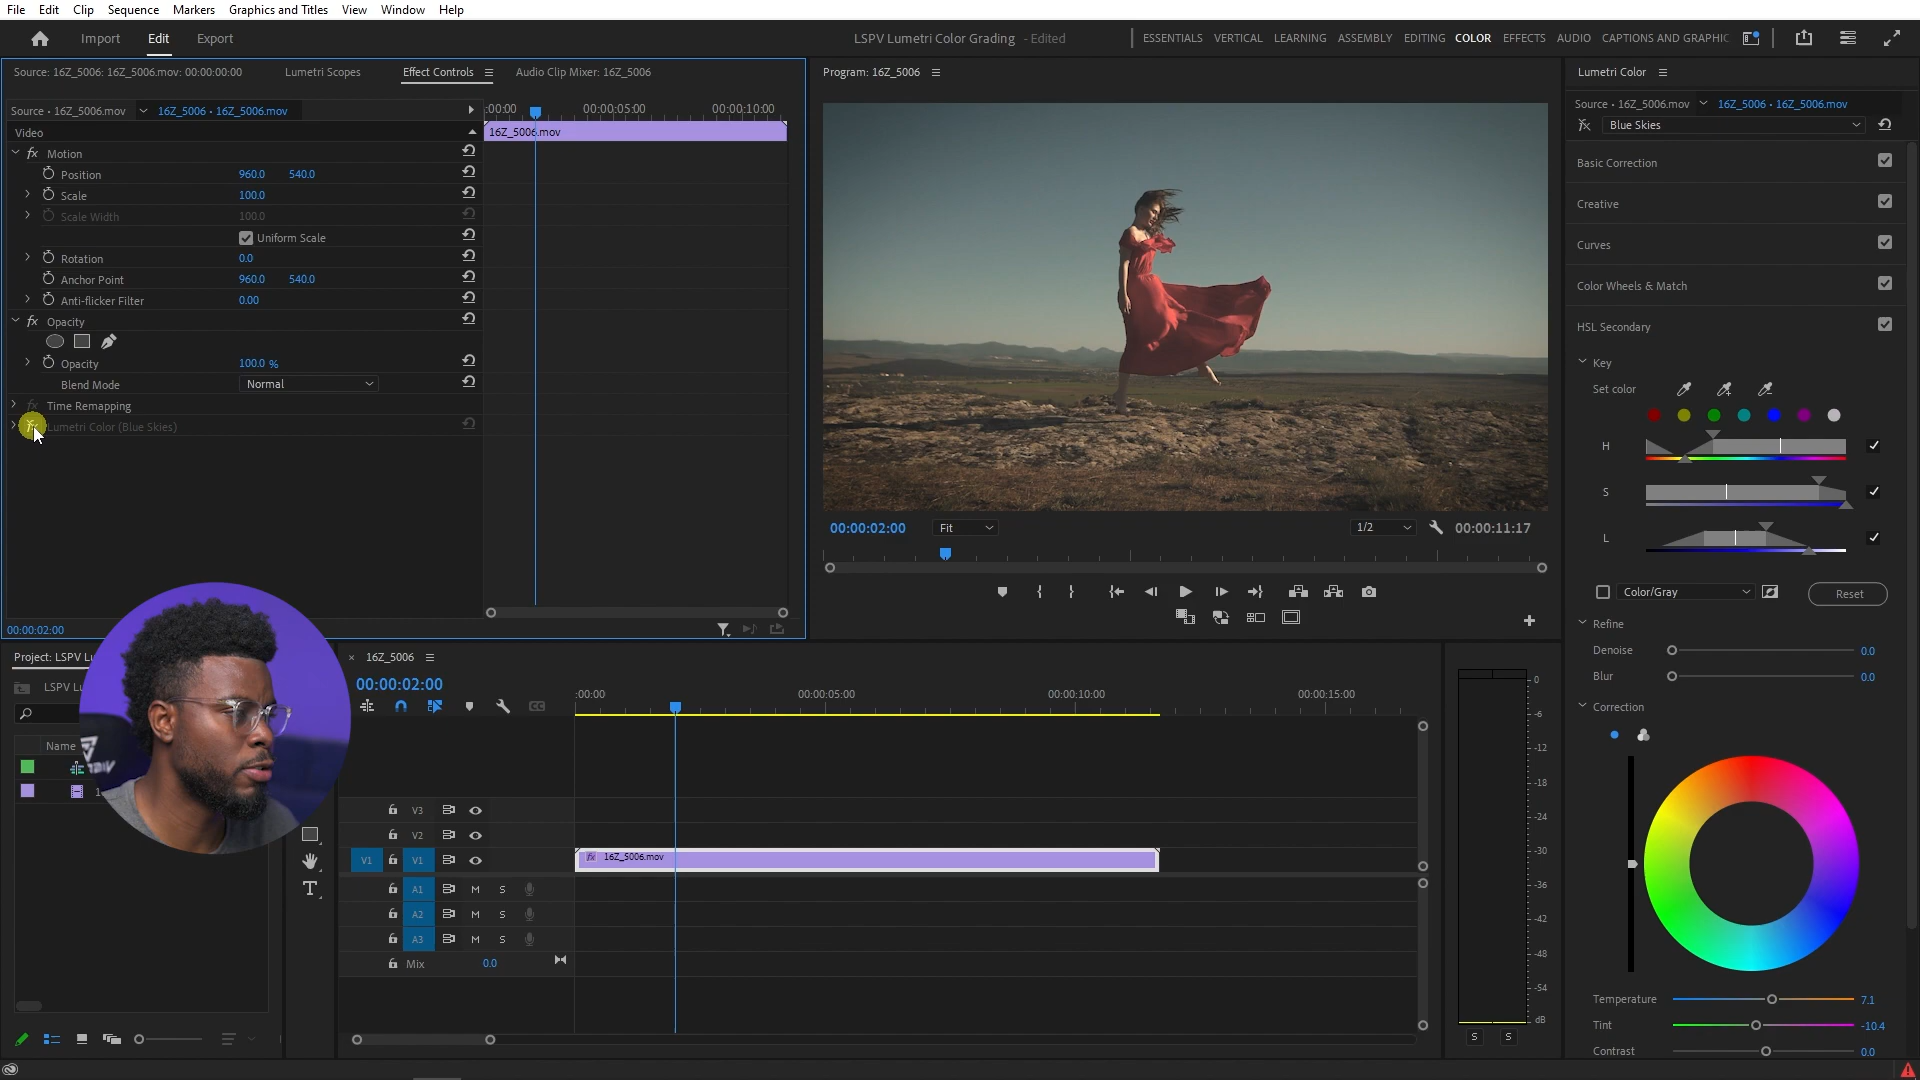 File Edit Clip Sequence Markers Graphics and Titles View Window Help
Import Edit Export
LSPV Lumetri Color Grading - Edited
ESSENTIALS VERTICAL LEARNING ASSEMBLY EDITING COLOR EFFECTS AUDIO CAPTIONS AND GRAPHIC
Source: 16Z_5006: 16Z_5006.mov: 00:00:00:00 Lumetri Scopes Effect Controls Audio Clip Mixer: 16Z_5006
Source • 16Z_5006.mov 16Z_5006 • 16Z_5006.mov
:00:00 00:00:05:00 00:00:10:00
Video
16Z_5006.mov
fx Motion
Position 960.0 540.0
Scale 100.0
Scale Width 100.0
Uniform Scale
Rotation 0.0
Anchor Point 960.0 540.0
Anti-flicker Filter 0.00
fx Opacity
Opacity 100.0 %
Blend Mode Normal
fx Time Remapping
fx Lumetri Color (Blue Skies)
00:00:02:00
Program: 16Z_5006
00:00:02:00 Fit 1/2 00:00:11:17
Lumetri Color
Source • 16Z_5006.mov 16Z_5006 • 16Z_5006.mov
fx Blue Skies
Basic Correction
Creative
Curves
Color Wheels & Match
HSL Secondary
Key
Set color
H
S
L
Color/Gray Reset
Refine
Denoise 0.0
Blur 0.0
Correction
Temperature 7.1
Tint -10.4
Contrast 0.0
Project: LSPV Lu
LSPV Lu
Name
1
16Z_5006
00:00:02:00
:00:00 00:00:05:00 00:00:10:00 00:00:15:00
V3
V2
V1 V1
fx 16Z_5006.mov
A1 M S
A2 M S
A3 M S
Mix 0.0
0
-6
-12
-18
-24
-30
-36
-42
-48
-54
dB
S S